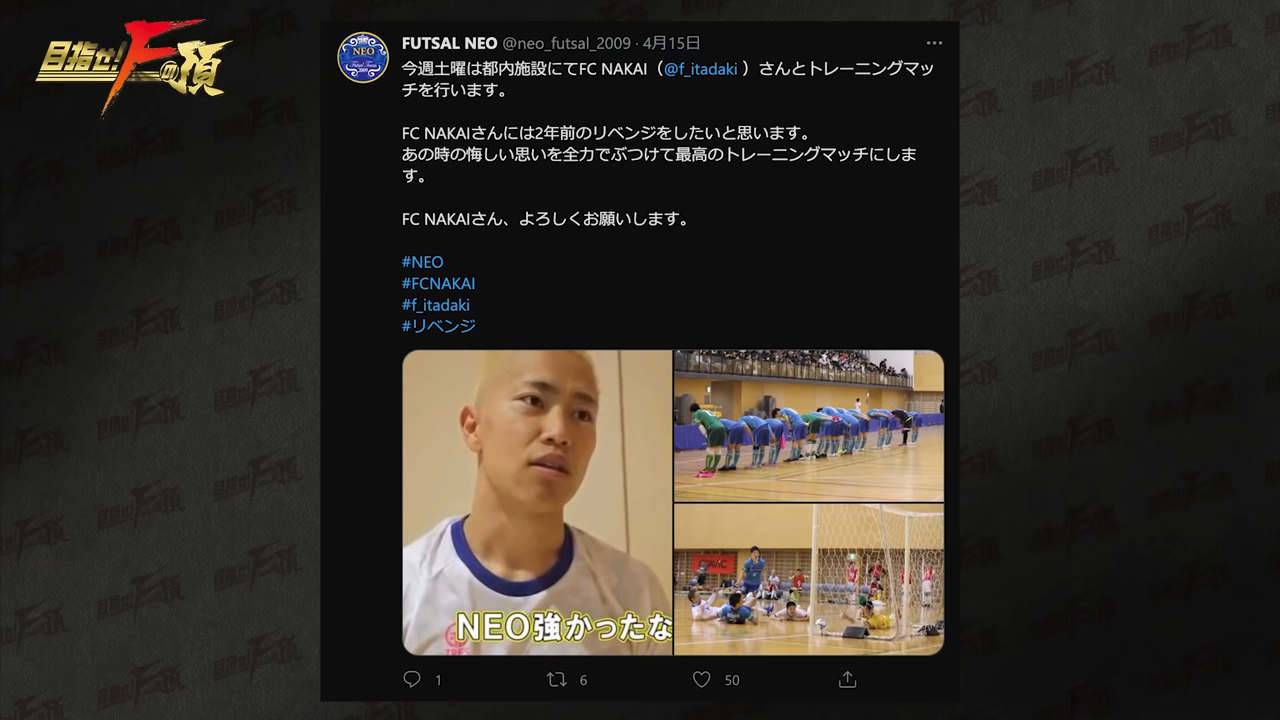 目指せ!Fの頂
FUTSAL NEO @neo_futsal_2009 · 4月15日
今週土曜は都内施設にてFC NAKAI（@f_itadaki ）さんとトレーニングマッ
チを行います。
FC NAKAIさんには2年前のリベンジをしたいと思います。
あの時の悔しい思いを全力でぶつけて最高のトレーニングマッチにしま
す。
FC NAKAIさん、よろしくお願いします。
#NEO
#FCNAKAI
#f_itadaki
#リベンジ
NEO
NEO強かったな
1
6
50